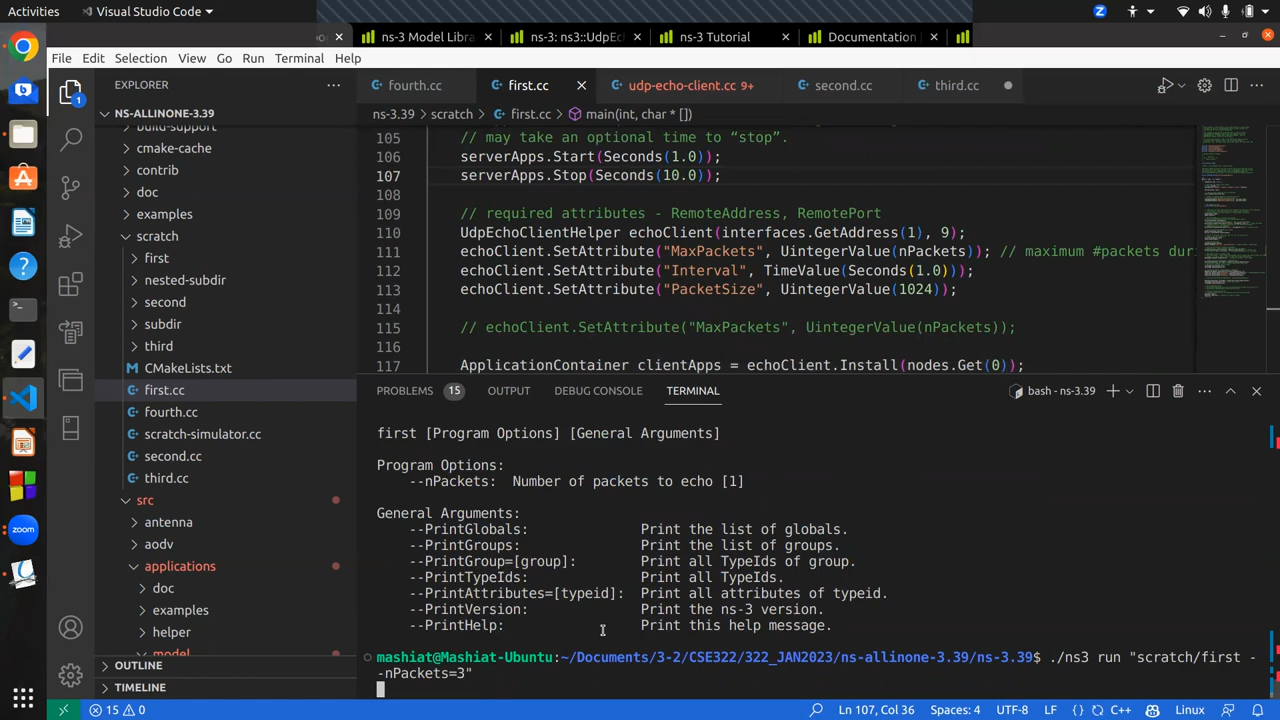 Activities Visual Studio Code
ns-3 Model Libra × ns-3: ns3::UdpEc × ns-3 Tutorial × Documentation ×
File Edit Selection View Go Run Terminal Help
EXPLORER
fourth.cc first.cc udp-echo-client.cc 9+ second.cc third.cc
NS-ALLINONE-3.39
ns-3.39 > scratch > first.cc > main(int, char * [])
build-support
cmake-cache
contrib
doc
examples
scratch
first
nested-subdir
second
subdir
third
CMakeLists.txt
first.cc
fourth.cc
scratch-simulator.cc
second.cc
third.cc
src
antenna
aodv
applications
doc
examples
helper
model
OUTLINE
TIMELINE
105 // may take an optional time to “stop”.
106 serverApps.Start(Seconds(1.0));
107 serverApps.Stop(Seconds(10.0));
108
109 // required attributes - RemoteAddress, RemotePort
110 UdpEchoClientHelper echoClient(interfaces.GetAddress(1), 9);
111 echoClient.SetAttribute("MaxPackets", UintegerValue(nPackets)); // maximum #packets duri
112 echoClient.SetAttribute("Interval", TimeValue(Seconds(1.0)));
113 echoClient.SetAttribute("PacketSize", UintegerValue(1024));
114
115 // echoClient.SetAttribute("MaxPackets", UintegerValue(nPackets));
116
117 ApplicationContainer clientApps = echoClient.Install(nodes.Get(0));
PROBLEMS 15 OUTPUT DEBUG CONSOLE TERMINAL bash - ns-3.39
first [Program Options] [General Arguments]
Program Options:
--nPackets: Number of packets to echo [1]
General Arguments:
--PrintGlobals: Print the list of globals.
--PrintGroups: Print the list of groups.
--PrintGroup=[group]: Print all TypeIds of group.
--PrintTypeIds: Print all TypeIds.
--PrintAttributes=[typeid]: Print all attributes of typeid.
--PrintVersion: Print the ns-3 version.
--PrintHelp: Print this help message.
mashiat@Mashiat-Ubuntu:~/Documents/3-2/CSE322/322_JAN2023/ns-allinone-3.39/ns-3.39$ ./ns3 run "scratch/first -
-nPackets=3"
15 0 Ln 107, Col 36 Spaces: 4 UTF-8 LF {} C++ Linux